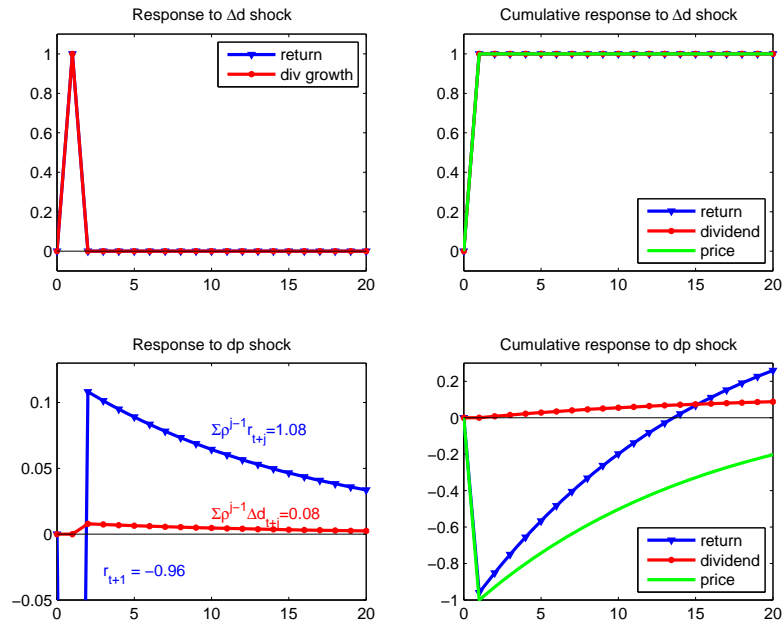 Response to Δd shock
1
0.8
0.6
0.4
0.2
0
0 5 10 15 20
return
div growth
Cumulative response to Δd shock
1
0.8
0.6
0.4
0.2
0
0 5 10 15 20
return
dividend
price
Response to dp shock
0.1
0.05
0
−0.05
0 5 10 15 20
Σρ^{j−1}r_{t+j}=1.08
Σρ^{j−1}Δd_{t+j}=0.08
r_{t+1} = −0.96
Cumulative response to dp shock
0.2
0
−0.2
−0.4
−0.6
−0.8
−1
0 5 10 15 20
return
dividend
price